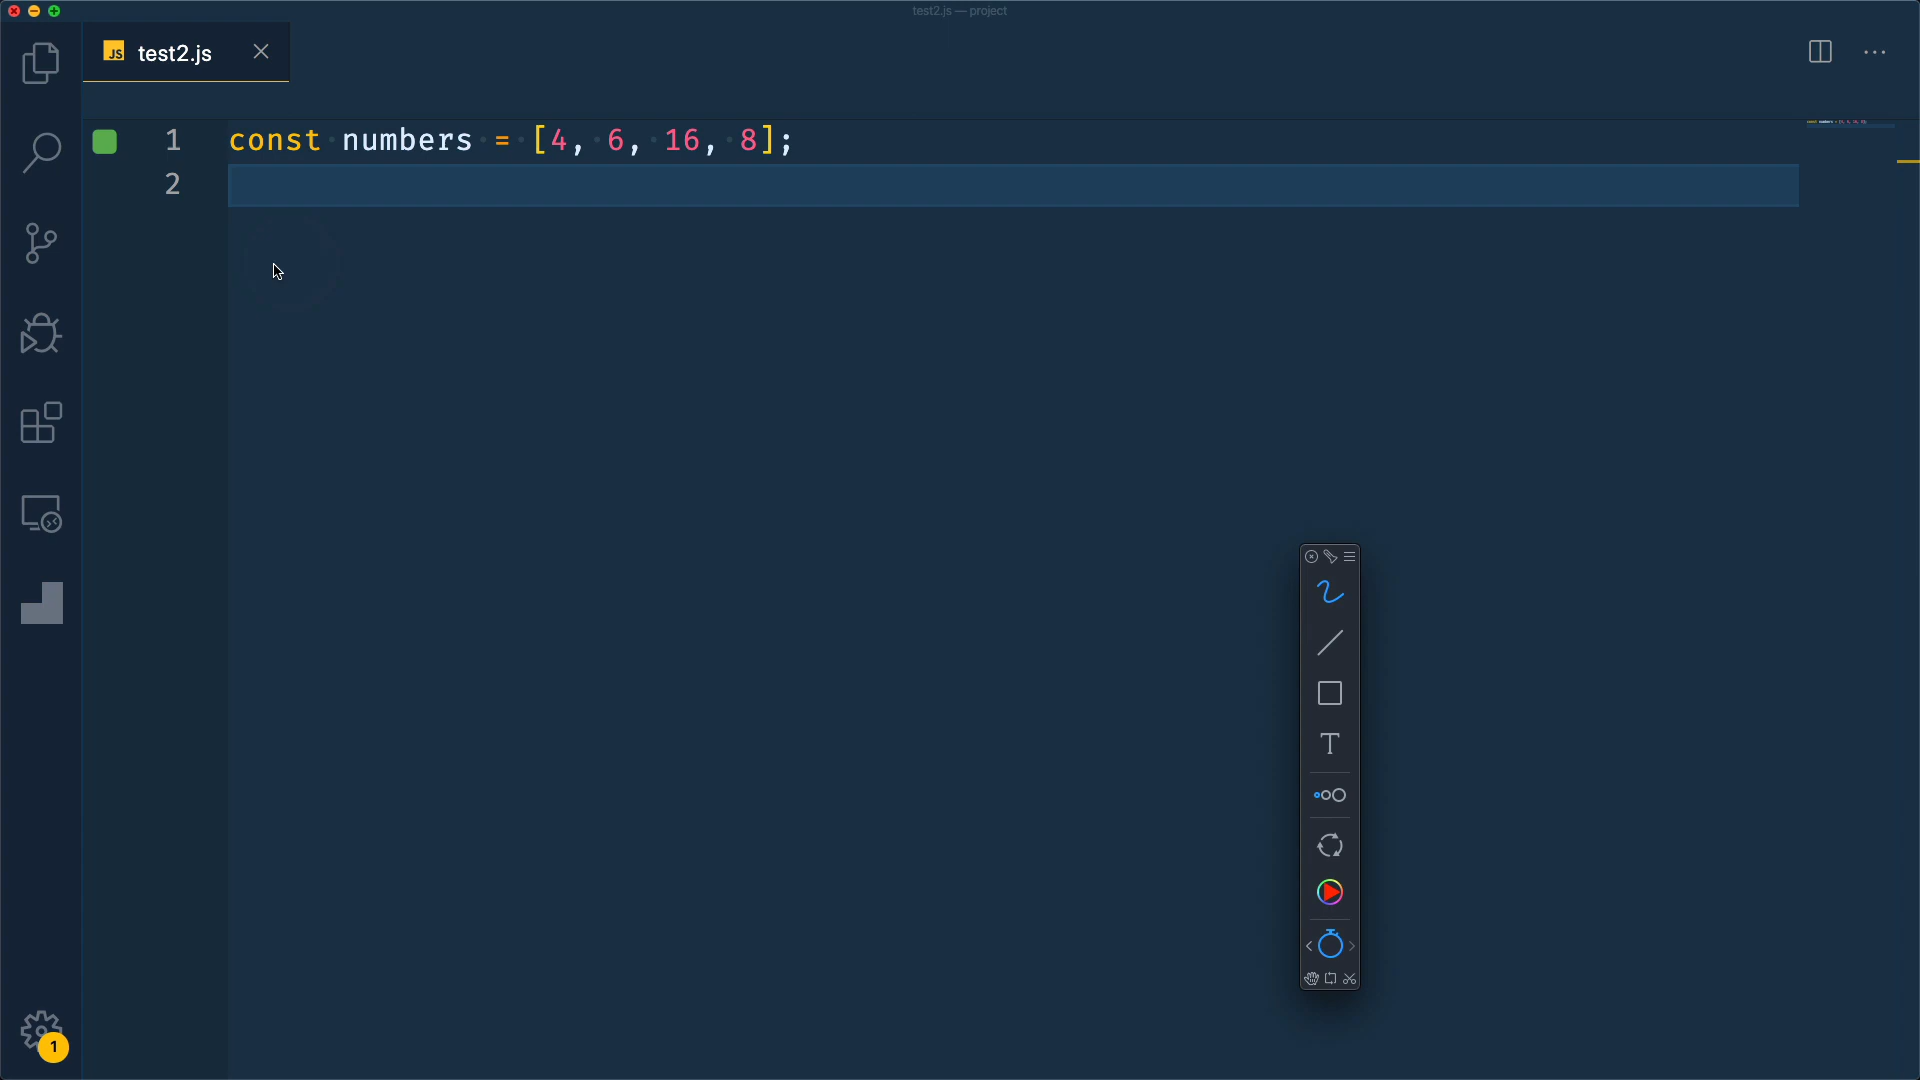 test2.js — project
JS test2.js
1 const numbers = [4, 6, 16, 8];
2
T
1